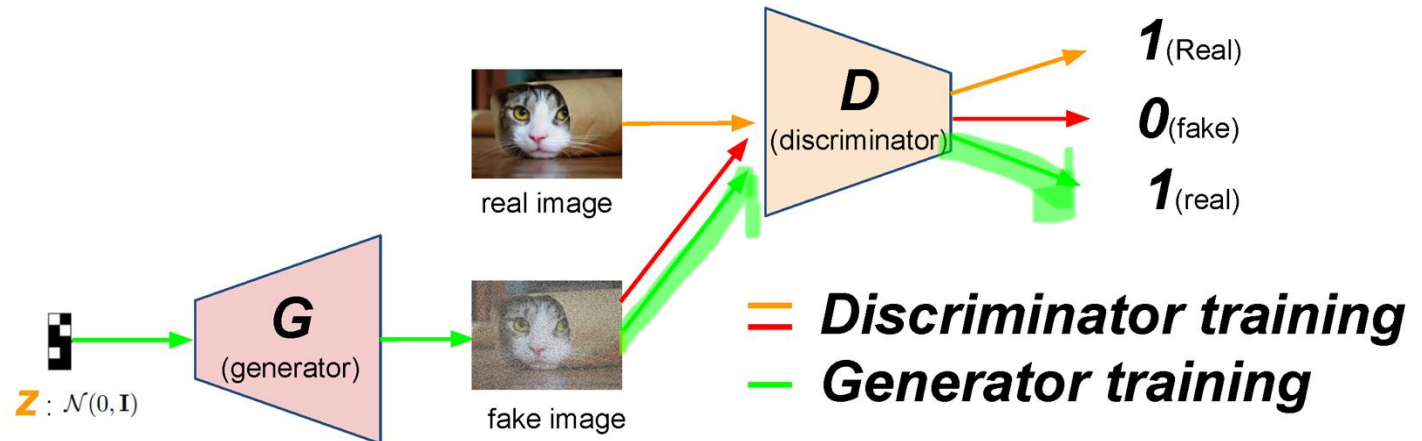 1(Real)
D
(discriminator)
0(fake)
1(real)
real image
G
(generator)
Discriminator training
Generator training
z : 𝒩(0, I)
fake image